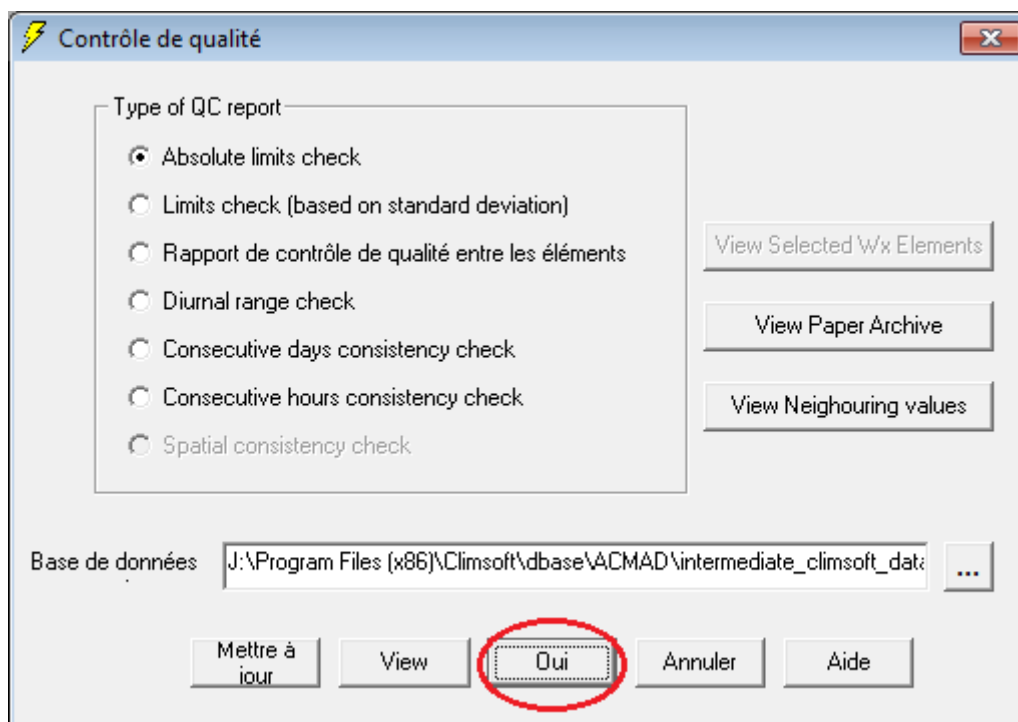 Contrôle de qualité
Type of QC report
Absolute limits check
Limits check (based on standard deviation)
Rapport de contrôle de qualité entre les éléments
Diurnal range check
Consecutive days consistency check
Consecutive hours consistency check
Spatial consistency check
View Selected Wx Elements
View Paper Archive
View Neighouring values
Base de données
J:\Program Files (x86)\Climsoft\dbase\ACMAD\intermediate_climsoft_data
...
Mettre à
jour
View
Oui
Annuler
Aide